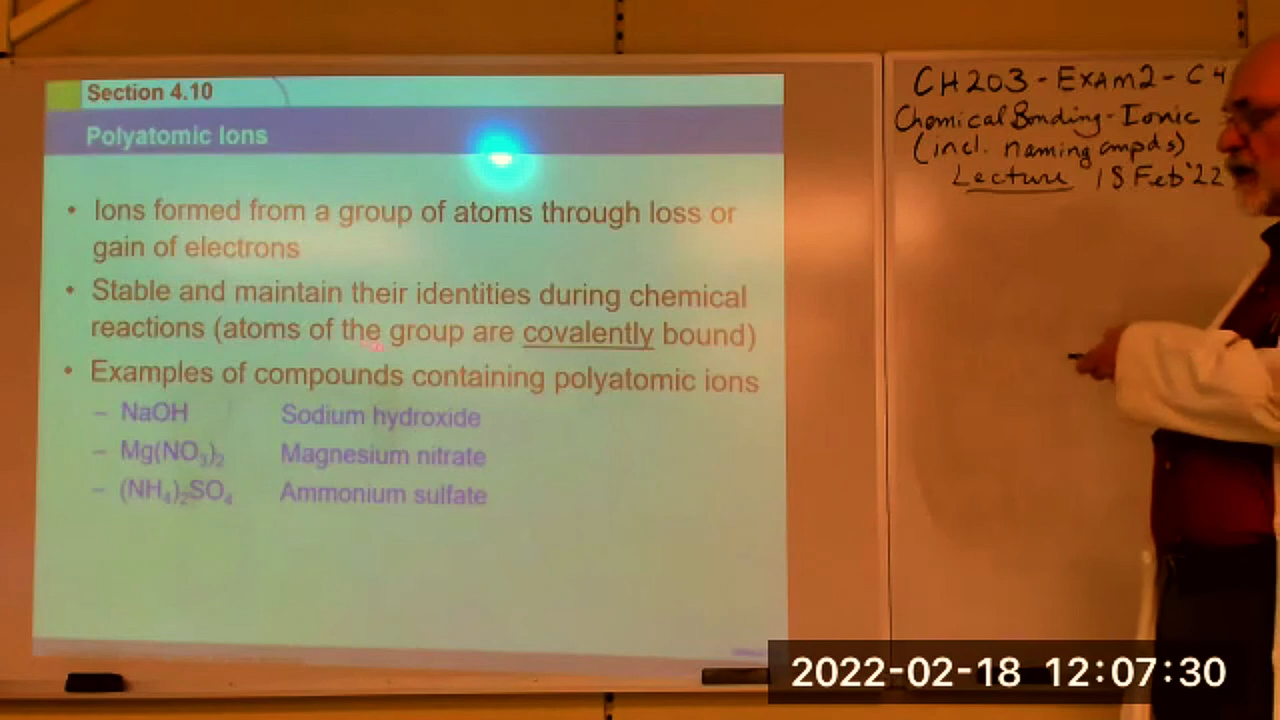 Section 4.10
Polyatomic Ions
• Ions formed from a group of atoms through loss or
gain of electrons
• Stable and maintain their identities during chemical
reactions (atoms of the group are covalently bound)
• Examples of compounds containing polyatomic ions
– NaOH Sodium hydroxide
– Mg(NO₃)₂ Magnesium nitrate
– (NH₄)₂SO₄ Ammonium sulfate
CH203 - EXAM2 - C4
Chemical Bonding - Ionic
(incl. naming cmpds)
Lecture 18 Feb '22
2022-02-18 12:07:30